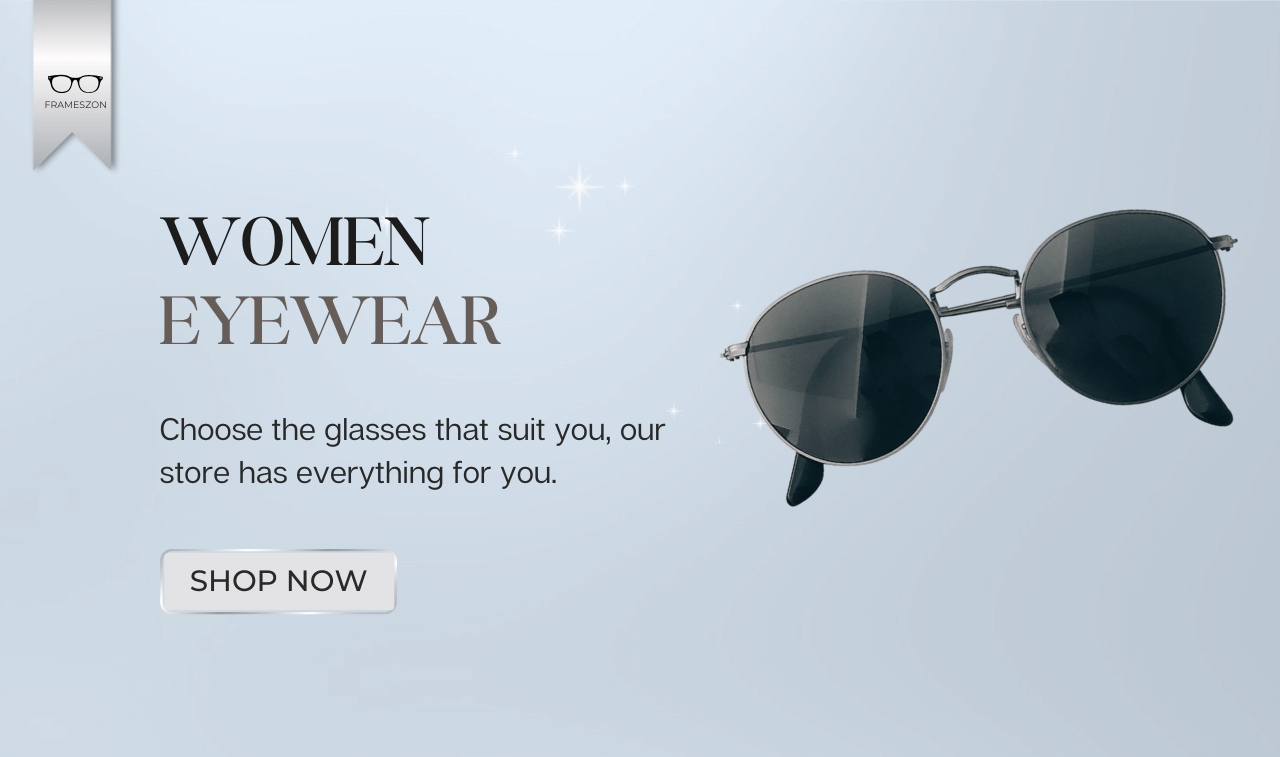 FRAMESZON
WOMEN
EYEWEAR
Choose the glasses that suit you, our
store has everything for you.
SHOP NOW